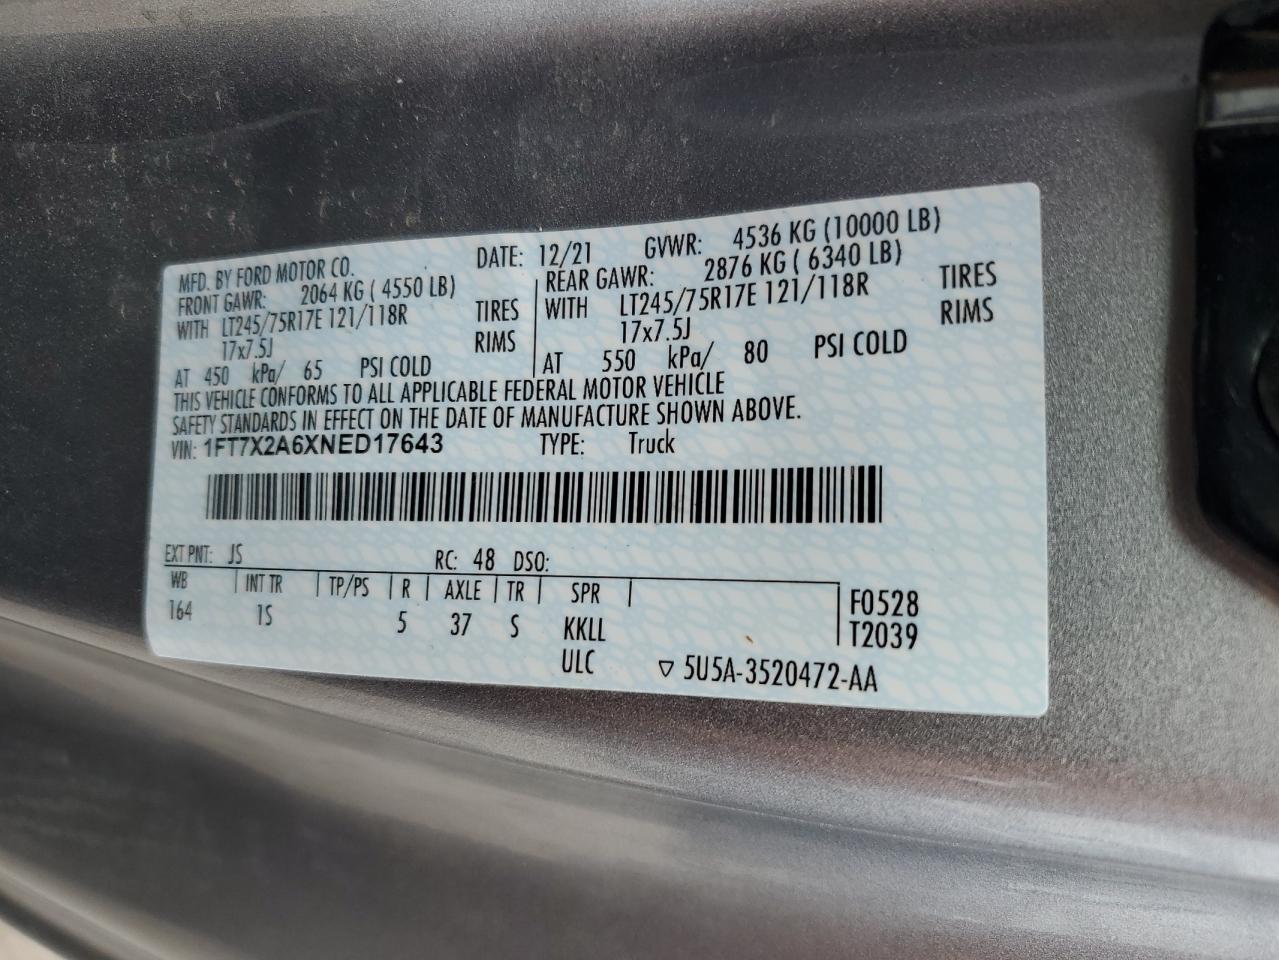 MFD. BY FORD MOTOR CO. DATE: 12/21 GVWR: 4536 KG (10000 LB)
FRONT GAWR: 2064 KG ( 4550 LB) REAR GAWR: 2876 KG ( 6340 LB)
WITH LT245/75R17E 121/118R TIRES WITH LT245/75R17E 121/118R TIRES
17x7.5J RIMS 17x7.5J RIMS
AT 450 kPa/ 65 PSI COLD AT 550 kPa/ 80 PSI COLD
THIS VEHICLE CONFORMS TO ALL APPLICABLE FEDERAL MOTOR VEHICLE
SAFETY STANDARDS IN EFFECT ON THE DATE OF MANUFACTURE SHOWN ABOVE.
VIN: 1FT7X2A6XNED17643 TYPE: Truck
EXT PNT: JS RC: 48 DSO:
WB INT TR TP/PS R AXLE TR SPR
164 1S 5 37 S KKLL
F0528
T2039
ULC ▽ 5U5A-3520472-AA